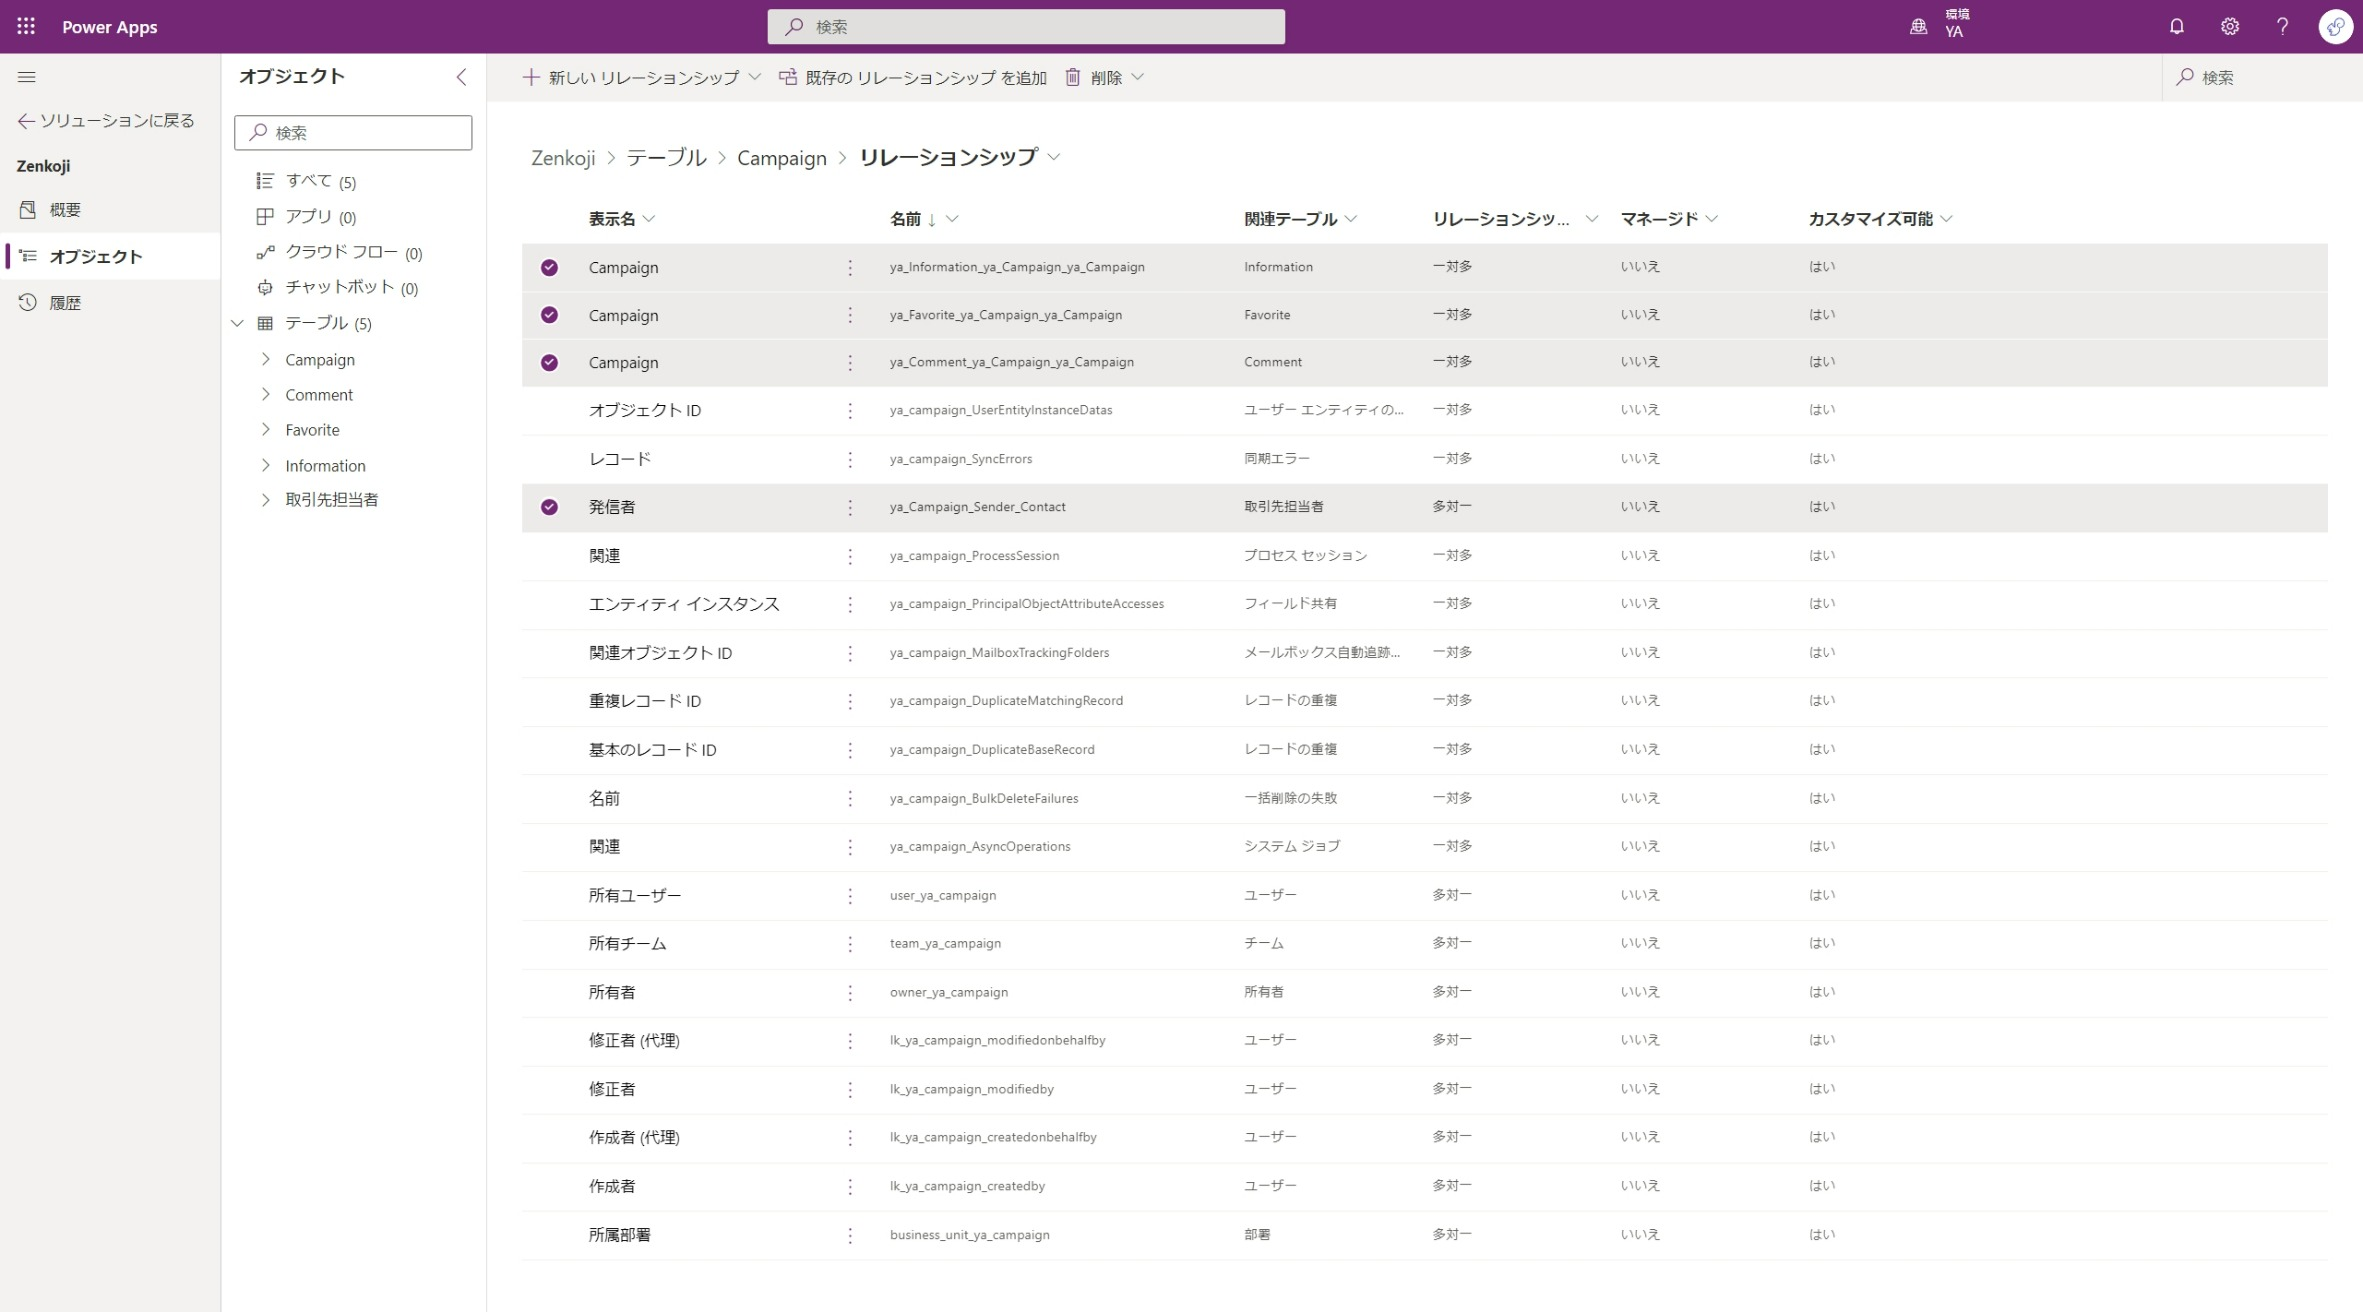 Power Apps
検索
環境
YA
ソリューションに戻る
Zenkoji
概要
オブジェクト
履歴
オブジェクト
検索
すべて (5)
アプリ (0)
クラウド フロー (0)
チャットボット (0)
テーブル (5)
Campaign
Comment
Favorite
Information
取引先担当者
新しい リレーションシップ
既存の リレーションシップ を追加
削除
検索
Zenkoji > テーブル > Campaign > リレーションシップ
表示名 名前 ↓ 関連テーブル リレーションシッ... マネージド カスタマイズ可能
Campaign ya_Information_ya_Campaign_ya_Campaign Information 一対多 いいえ はい
Campaign ya_Favorite_ya_Campaign_ya_Campaign Favorite 一対多 いいえ はい
Campaign ya_Comment_ya_Campaign_ya_Campaign Comment 一対多 いいえ はい
オブジェクト ID ya_campaign_UserEntityInstanceDatas ユーザー エンティティの... 一対多 いいえ はい
レコード ya_campaign_SyncErrors 同期エラー 一対多 いいえ はい
発信者 ya_Campaign_Sender_Contact 取引先担当者 多対一 いいえ はい
関連 ya_campaign_ProcessSession プロセス セッション 一対多 いいえ はい
エンティティ インスタンス ya_campaign_PrincipalObjectAttributeAccesses フィールド共有 一対多 いいえ はい
関連オブジェクト ID ya_campaign_MailboxTrackingFolders メールボックス自動追跡... 一対多 いいえ はい
重複レコード ID ya_campaign_DuplicateMatchingRecord レコードの重複 一対多 いいえ はい
基本のレコード ID ya_campaign_DuplicateBaseRecord レコードの重複 一対多 いいえ はい
名前 ya_campaign_BulkDeleteFailures 一括削除の失敗 一対多 いいえ はい
関連 ya_campaign_AsyncOperations システム ジョブ 一対多 いいえ はい
所有ユーザー user_ya_campaign ユーザー 多対一 いいえ はい
所有チーム team_ya_campaign チーム 多対一 いいえ はい
所有者 owner_ya_campaign 所有者 多対一 いいえ はい
修正者 (代理) lk_ya_campaign_modifiedonbehalfby ユーザー 多対一 いいえ はい
修正者 lk_ya_campaign_modifiedby ユーザー 多対一 いいえ はい
作成者 (代理) lk_ya_campaign_createdonbehalfby ユーザー 多対一 いいえ はい
作成者 lk_ya_campaign_createdby ユーザー 多対一 いいえ はい
所属部署 business_unit_ya_campaign 部署 多対一 いいえ はい